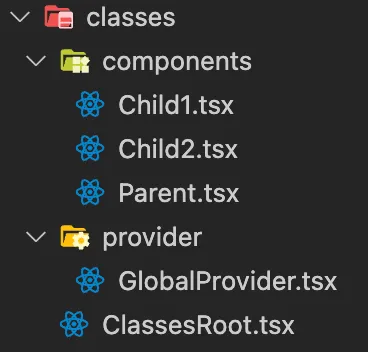 classes
components
Child1.tsx
Child2.tsx
Parent.tsx
provider
GlobalProvider.tsx
ClassesRoot.tsx